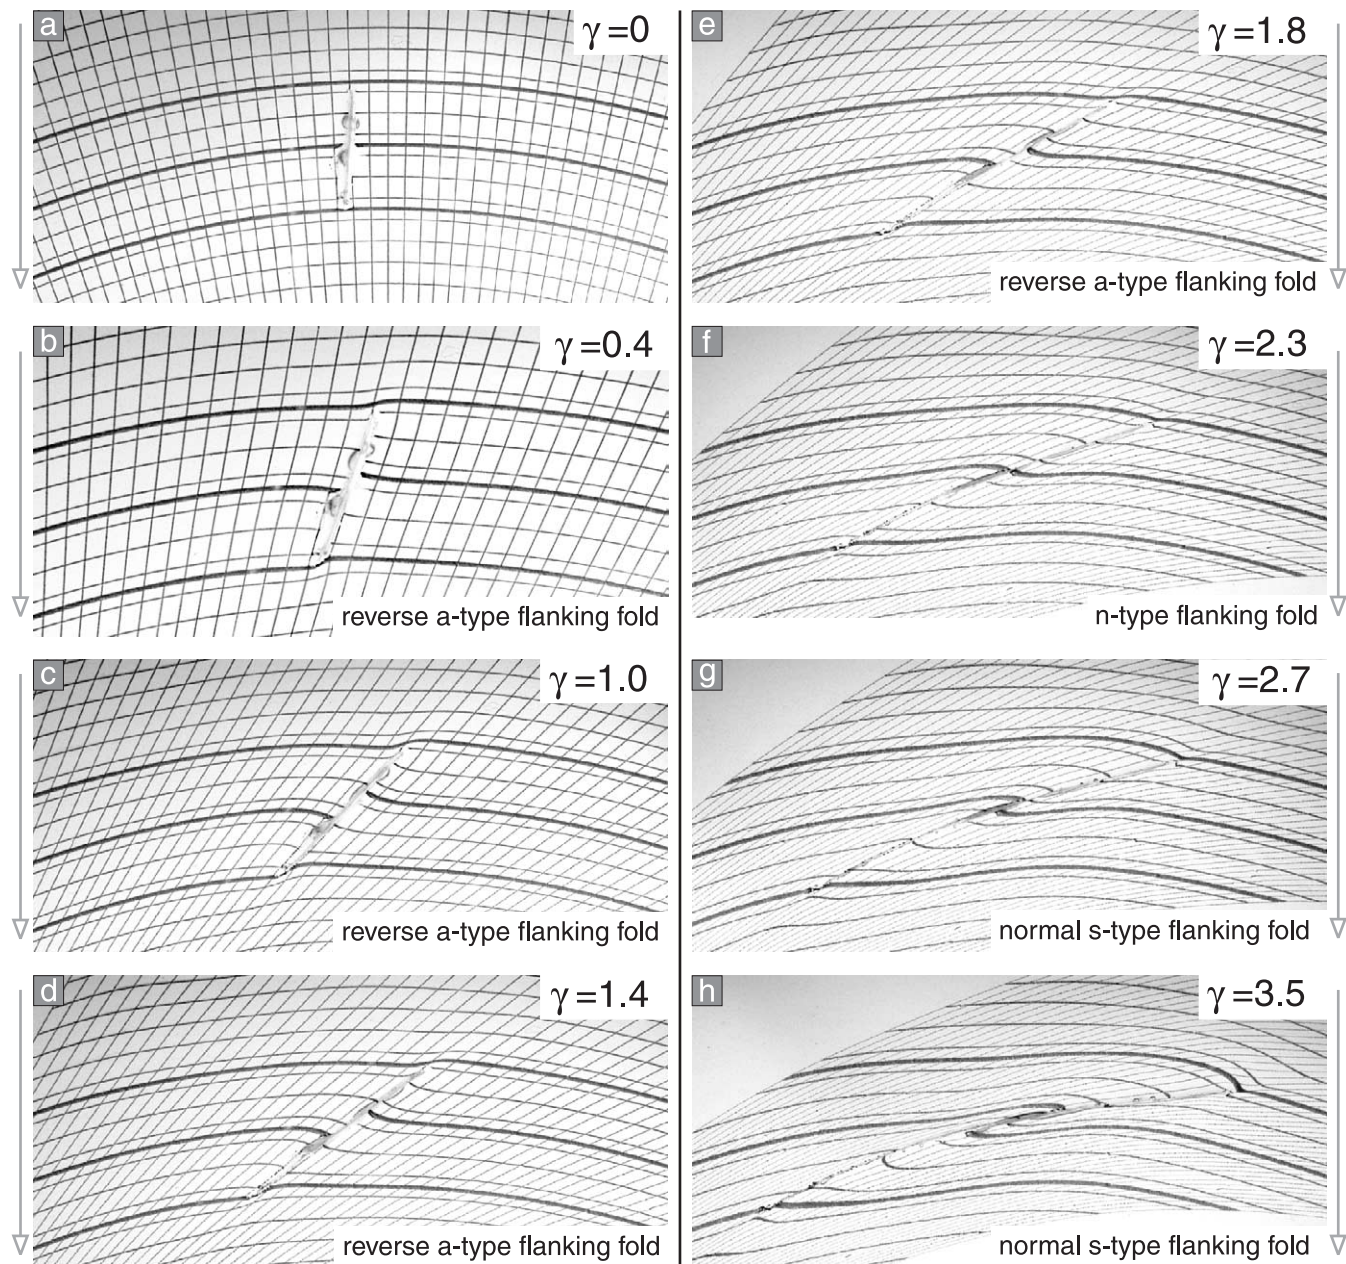 a
γ=0
b
γ=0.4
reverse a-type flanking fold
c
γ=1.0
reverse a-type flanking fold
d
γ=1.4
reverse a-type flanking fold
e
γ=1.8
reverse a-type flanking fold
f
γ=2.3
n-type flanking fold
g
γ=2.7
normal s-type flanking fold
h
γ=3.5
normal s-type flanking fold